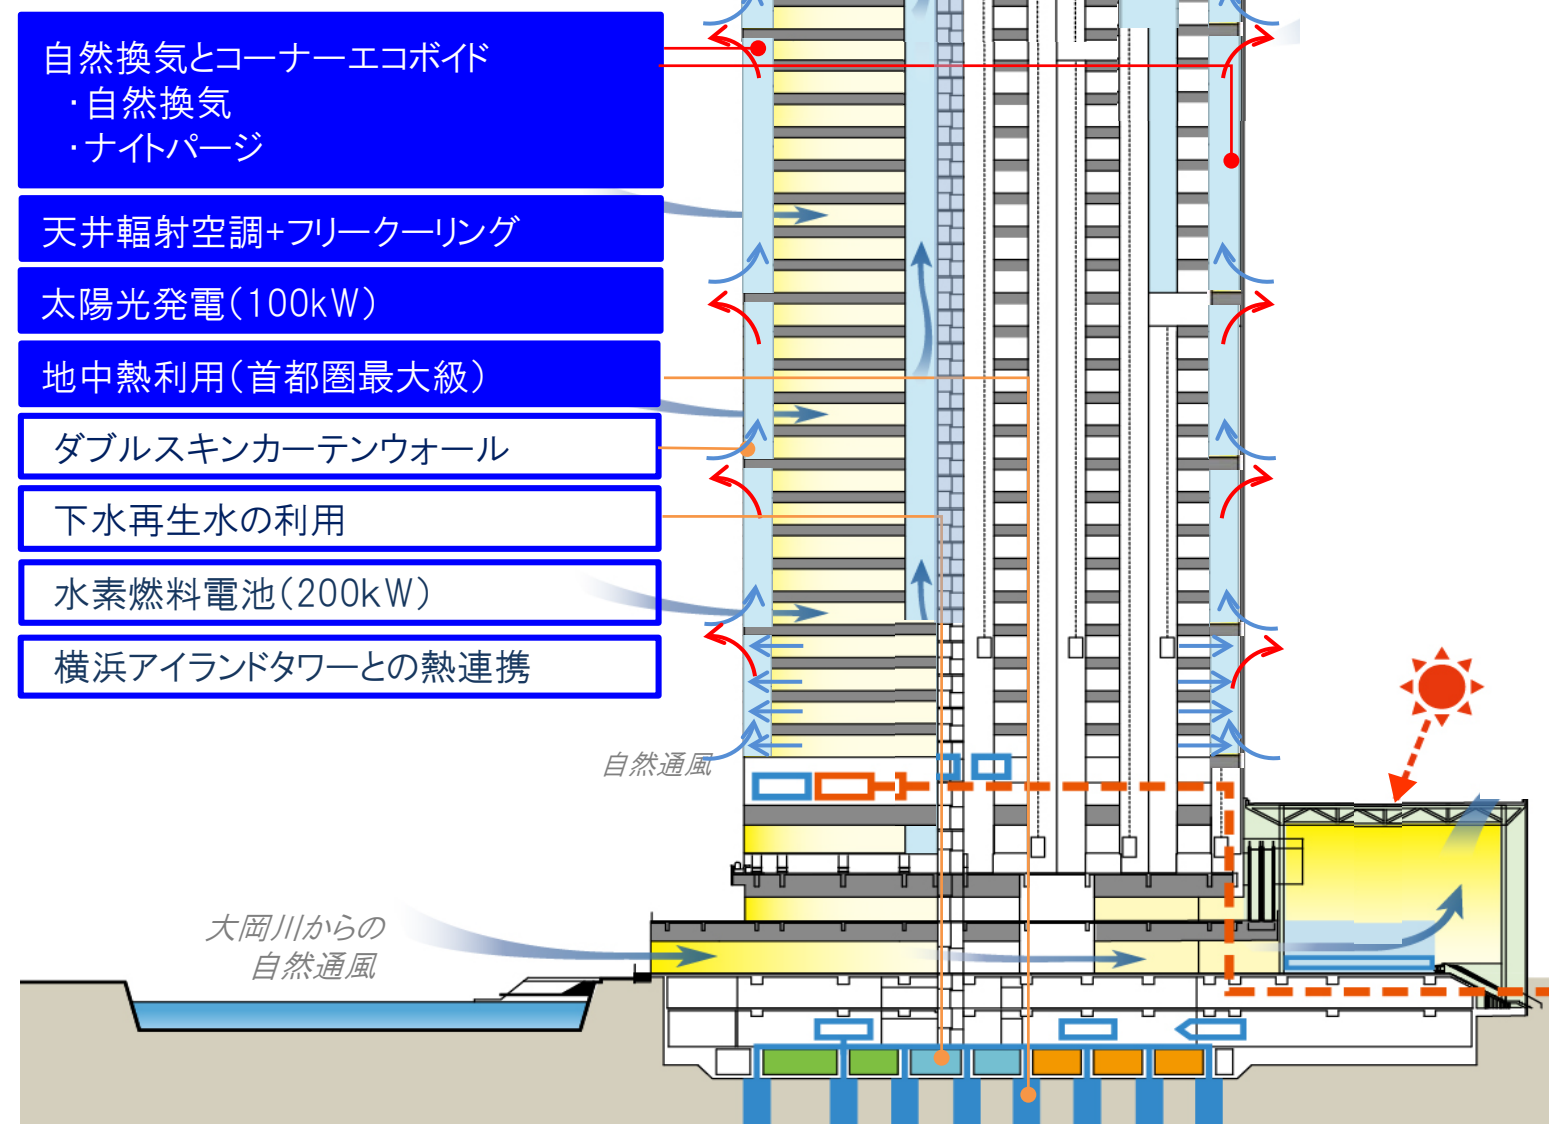 自然換気とコーナーエコボイド
・自然換気
・ナイトパージ
天井輻射空調+フリークーリング
太陽光発電(100kW)
地中熱利用(首都圏最大級)
ダブルスキンカーテンウォール
下水再生水の利用
水素燃料電池(200kW)
横浜アイランドタワーとの熱連携
自然通風
大岡川からの
自然通風